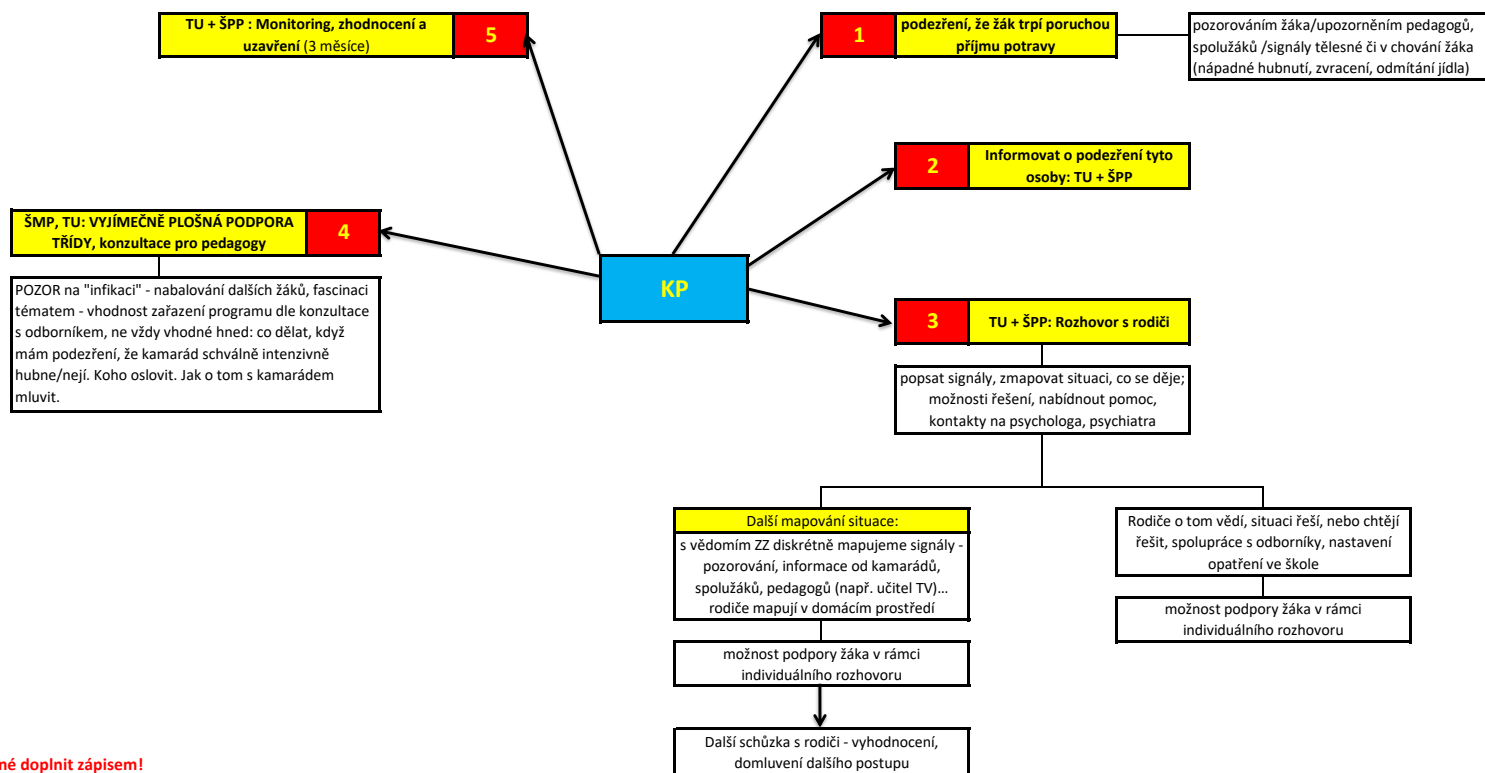 TU + ŠPP : Monitoring, zhodnocení a
uzavření (3 měsíce)
5
1
podezření, že žák trpí poruchou
příjmu potravy
pozorováním žáka/upozorněním pedagogů,
spolužáků /signály tělesné či v chování žáka
(nápadné hubnutí, zvracení, odmítání jídla)
2
Informovat o podezření tyto
osoby: TU + ŠPP
ŠMP, TU: VYJÍMEČNĚ PLOŠNÁ PODPORA
TŘÍDY, konzultace pro pedagogy
4
POZOR na "infikaci" - nabalování dalších žáků, fascinaci
tématem - vhodnost zařazení programu dle konzultace
s odborníkem, ne vždy vhodné hned: co dělat, když
mám podezření, že kamarád schválně intenzivně
hubne/nejí. Koho oslovit. Jak o tom s kamarádem
mluvit.
KP
3
TU + ŠPP: Rozhovor s rodiči
popsat signály, zmapovat situaci, co se děje;
možnosti řešení, nabídnout pomoc,
kontakty na psychologa, psychiatra
Další mapování situace:
s vědomím ZZ diskrétně mapujeme signály -
pozorování, informace od kamarádů,
spolužáků, pedagogů (např. učitel TV)...
rodiče mapují v domácím prostředí
možnost podpory žáka v rámci
individuálního rozhovoru
Další schůzka s rodiči - vyhodnocení,
domluvení dalšího postupu
Rodiče o tom vědí, situaci řeší, nebo chtějí
řešit, spolupráce s odborníky, nastavení
opatření ve škole
možnost podpory žáka v rámci
individuálního rozhovoru
né doplnit zápisem!